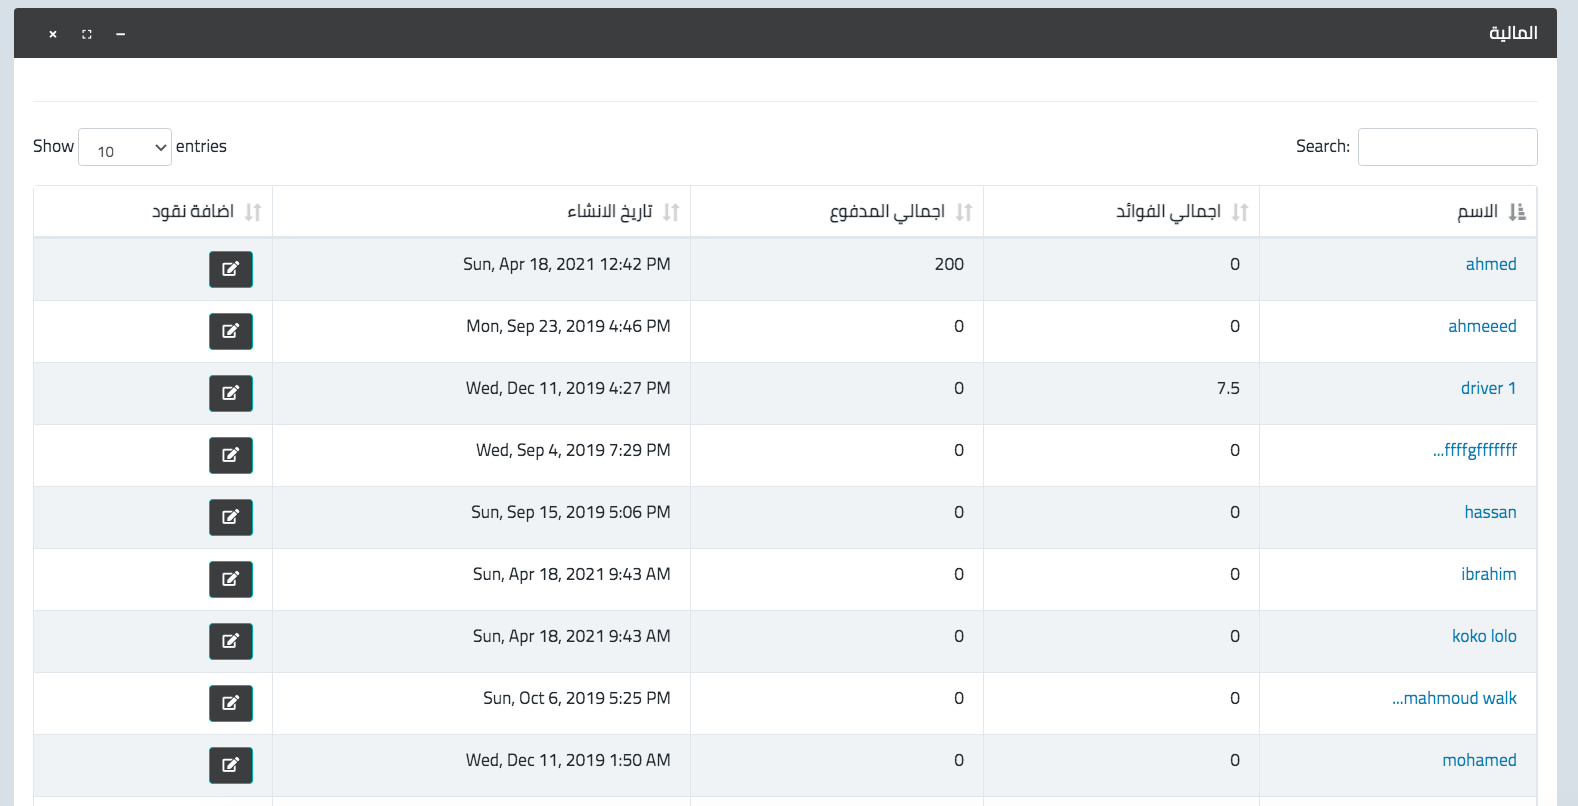 المالية
Show 10 entries
Search:
الاسم اجمالي الفوائد اجمالي المدفوع تاريخ الانشاء اضافة نقود
ahmed 0 200 Sun, Apr 18, 2021 12:42 PM
ahmeeed 0 0 Mon, Sep 23, 2019 4:46 PM
driver 1 7.5 0 Wed, Dec 11, 2019 4:27 PM
ffffgfffffff... 0 0 Wed, Sep 4, 2019 7:29 PM
hassan 0 0 Sun, Sep 15, 2019 5:06 PM
ibrahim 0 0 Sun, Apr 18, 2021 9:43 AM
koko lolo 0 0 Sun, Apr 18, 2021 9:43 AM
mahmoud walk... 0 0 Sun, Oct 6, 2019 5:25 PM
mohamed 0 0 Wed, Dec 11, 2019 1:50 AM